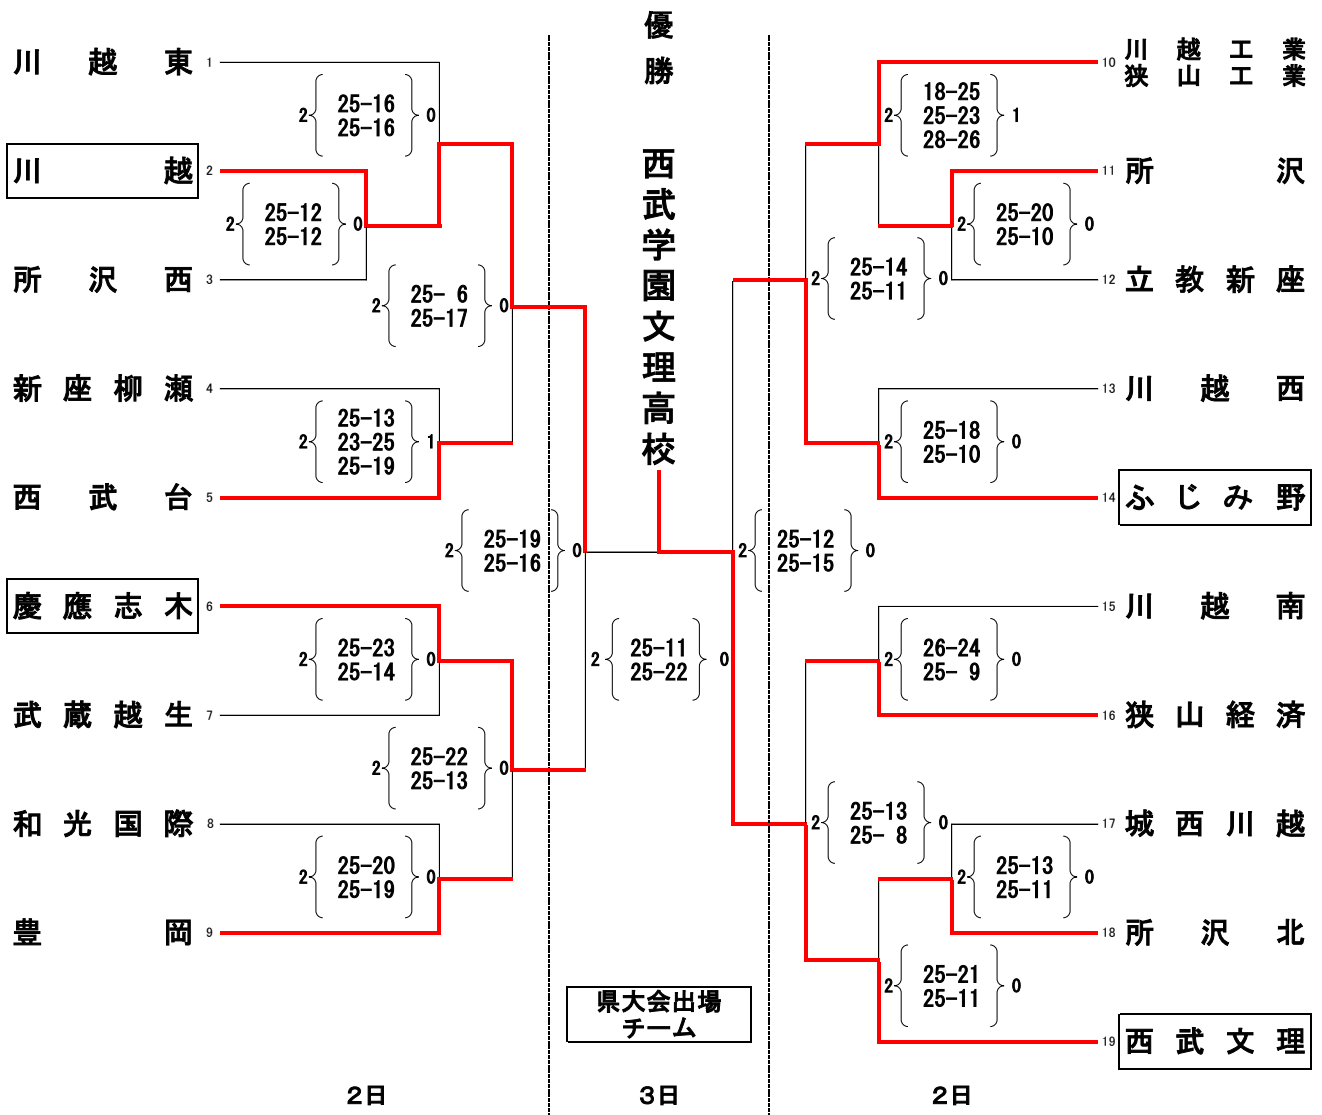 優勝 西武学園文理高校
川越東 1
2 25-16 0
25-16
川越 2
2 25-12 0
25-12
所沢西 3
2 25- 6 0
25-17
新座柳瀬 4
2 25-13 1
23-25
25-19
西武台 5
2 25-19 0
25-16
慶應志木 6
2 25-23 0
25-14
武蔵越生 7
2 25-22 0
25-13
和光国際 8
2 25-20 0
25-19
豊岡 9
2 25-11 0
25-22
10 川越工業
狭山工業
2 18-25 1
25-23
28-26
11 所沢
2 25-20 0
25-10
12 立教新座
2 25-14 0
25-11
13 川越西
2 25-18 0
25-10
14 ふじみ野
2 25-12 0
25-15
15 川越南
2 26-24 0
25- 9
16 狭山経済
2 25-13 0
25- 8
17 城西川越
2 25-13 0
25-11
18 所沢北
2 25-21 0
25-11
19 西武文理
県大会出場
チーム
2日 3日 2日